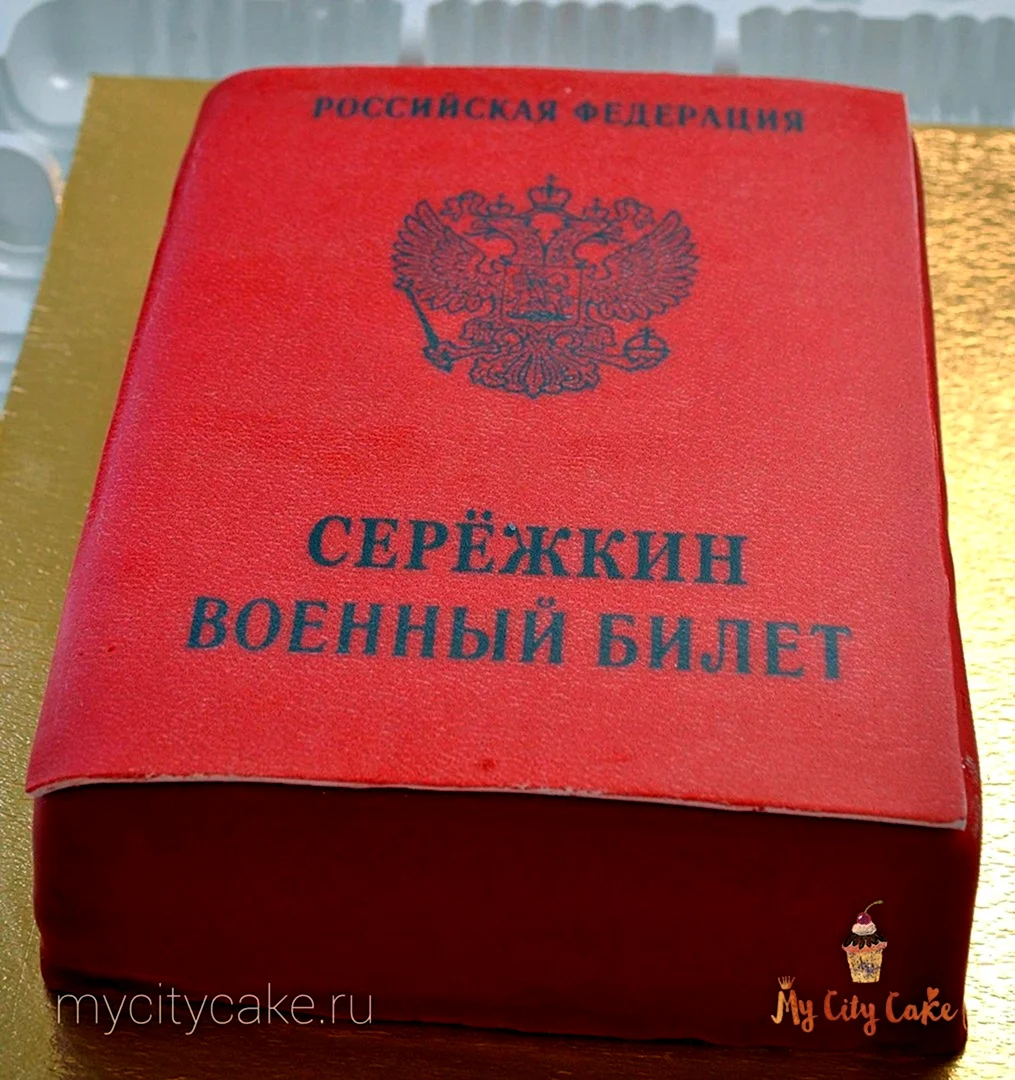 РОССИЙСКАЯ ФЕДЕРАЦИЯ
СЕРЁЖКИН
ВОЕННЫЙ БИЛЕТ
mycitycake.ru
My City Cake